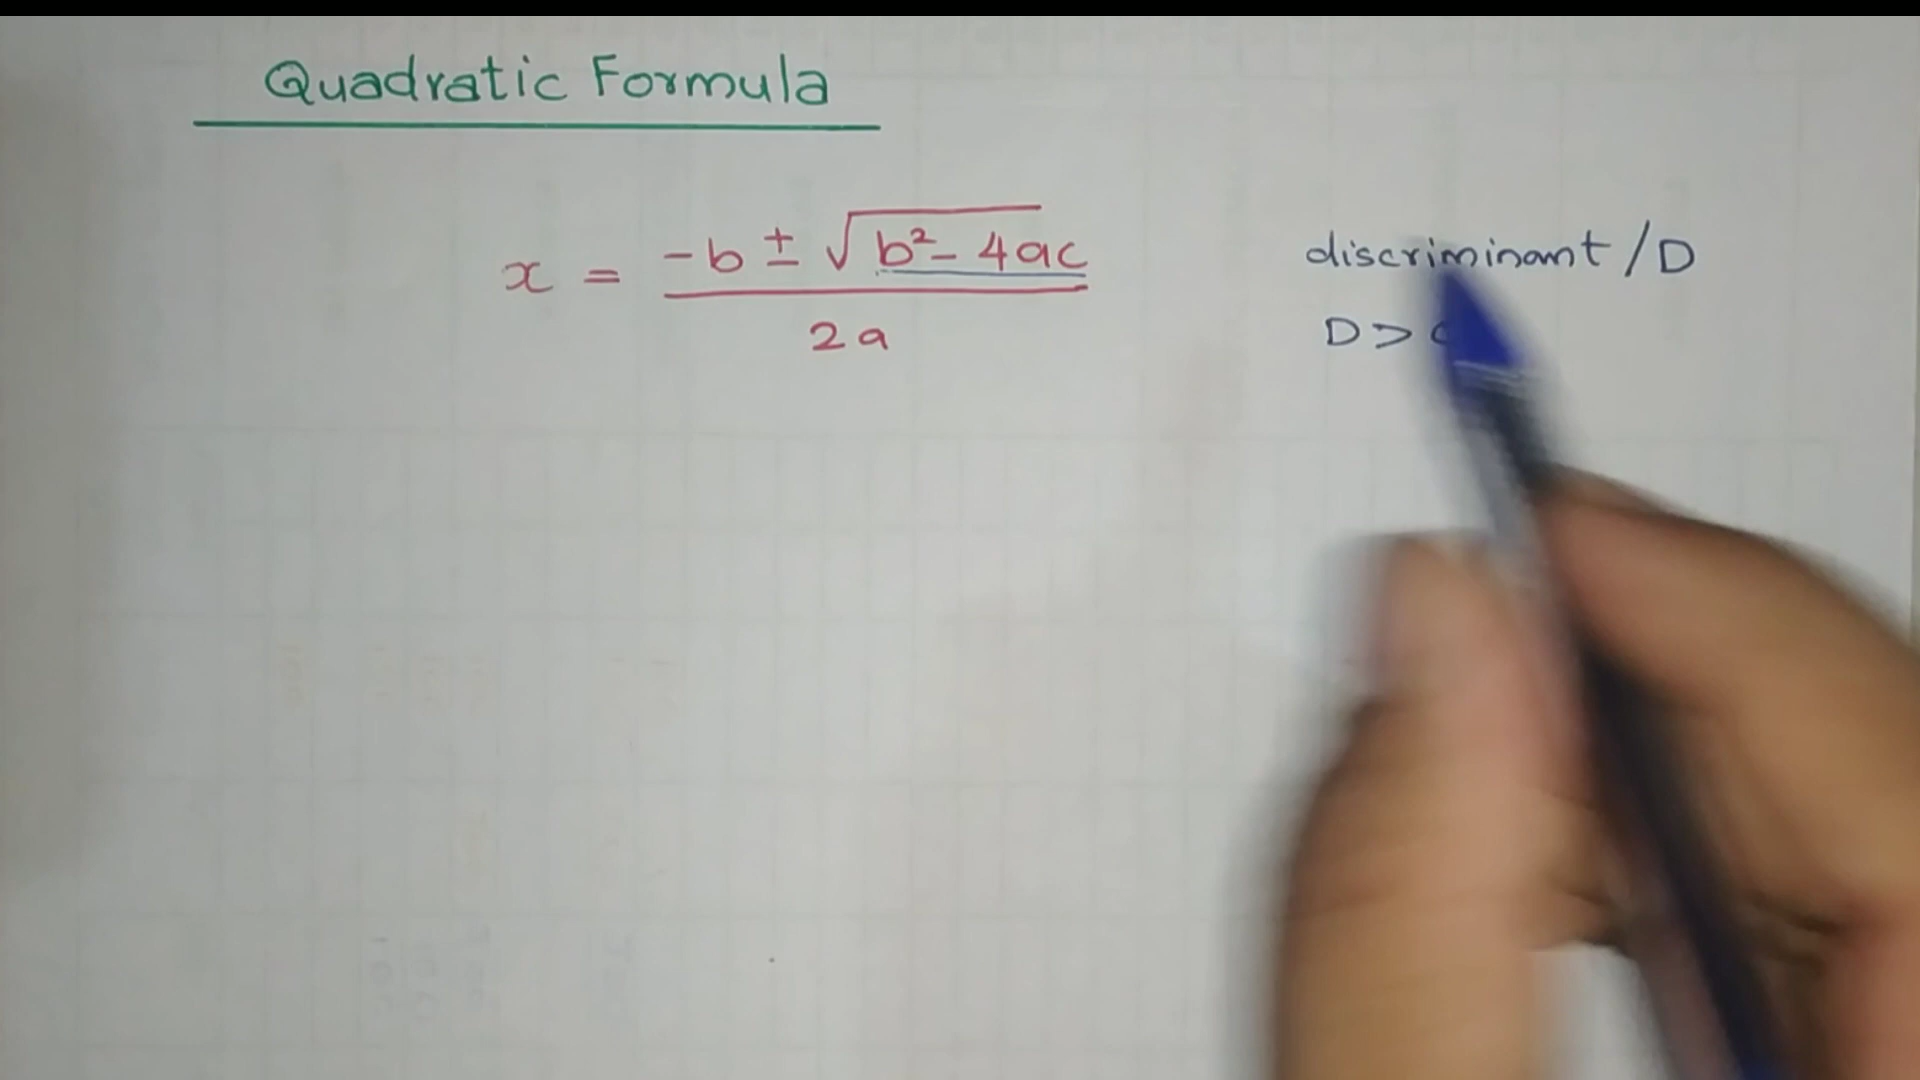 Quadratic Formula
x = -b ± √b² - 4ac / 2a
discriminant / D
D >